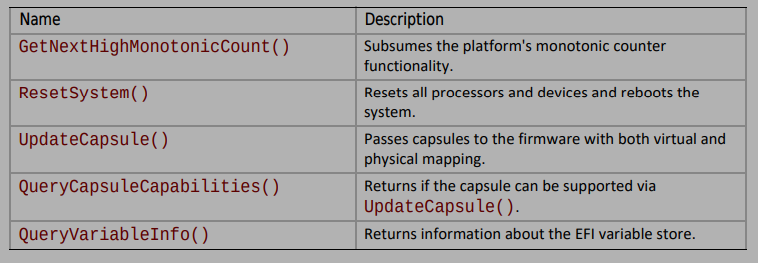 Name Description
GetNextHighMonotonicCount() Subsumes the platform's monotonic counter
functionality.
ResetSystem() Resets all processors and devices and reboots the
system.
UpdateCapsule() Passes capsules to the firmware with both virtual and
physical mapping.
QueryCapsuleCapabilities() Returns if the capsule can be supported via
UpdateCapsule().
QueryVariableInfo() Returns information about the EFI variable store.